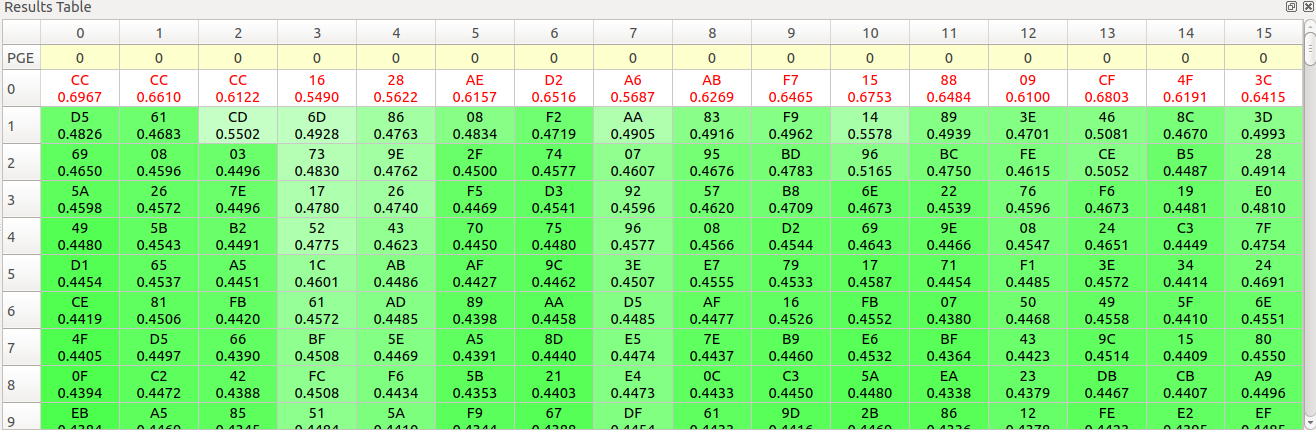 Results Table
0 1 2 3 4 5 6 7 8 9 10 11 12 13 14 15
PGE 0 0 0 0 0 0 0 0 0 0 0 0 0 0 0 0
0 CC CC CC 16 28 AE D2 A6 AB F7 15 88 09 CF 4F 3C
0.6967 0.6610 0.6122 0.5490 0.5622 0.6157 0.6516 0.5687 0.6269 0.6465 0.6753 0.6484 0.6100 0.6803 0.6191 0.6415
1 D5 61 CD 6D 86 08 F2 AA 83 F9 14 89 3E 46 8C 3D
0.4826 0.4683 0.5502 0.4928 0.4763 0.4834 0.4719 0.4905 0.4916 0.4962 0.5578 0.4939 0.4701 0.5081 0.4670 0.4993
2 69 08 03 73 9E 2F 74 07 95 BD 96 BC FE CE B5 28
0.4650 0.4596 0.4496 0.4830 0.4762 0.4500 0.4577 0.4607 0.4676 0.4783 0.5165 0.4750 0.4615 0.5052 0.4487 0.4914
3 5A 26 7E 17 26 F5 D3 92 57 B8 6E 22 76 F6 19 E0
0.4598 0.4572 0.4496 0.4780 0.4740 0.4469 0.4541 0.4596 0.4620 0.4709 0.4673 0.4539 0.4596 0.4673 0.4481 0.4810
4 49 5B B2 52 43 70 75 96 08 D2 69 9E 08 24 C3 7F
0.4480 0.4543 0.4491 0.4775 0.4623 0.4450 0.4480 0.4577 0.4566 0.4544 0.4643 0.4466 0.4547 0.4651 0.4449 0.4754
5 D1 65 A5 1C AB AF 9C 3E E7 79 17 71 F1 3E 34 24
0.4454 0.4537 0.4451 0.4601 0.4486 0.4427 0.4462 0.4507 0.4555 0.4533 0.4587 0.4454 0.4485 0.4572 0.4414 0.4691
6 CE 81 FB 61 AD 89 AA D5 AF 16 FB 07 50 49 5F 6E
0.4419 0.4506 0.4420 0.4572 0.4485 0.4398 0.4458 0.4485 0.4477 0.4526 0.4552 0.4380 0.4468 0.4558 0.4410 0.4551
7 4F D5 66 BF 5E A5 8D E5 7E B9 E6 BF 43 9C 15 80
0.4405 0.4497 0.4390 0.4508 0.4469 0.4391 0.4440 0.4474 0.4437 0.4460 0.4532 0.4364 0.4423 0.4514 0.4409 0.4550
8 0F C2 42 FC F6 5B 21 E4 0C C3 5A EA 23 DB CB A9
0.4394 0.4472 0.4388 0.4508 0.4434 0.4353 0.4403 0.4473 0.4433 0.4450 0.4480 0.4338 0.4379 0.4467 0.4407 0.4496
9 EB A5 85 51 5A F9 67 DF 61 9D 2B 86 12 FE E2 EF